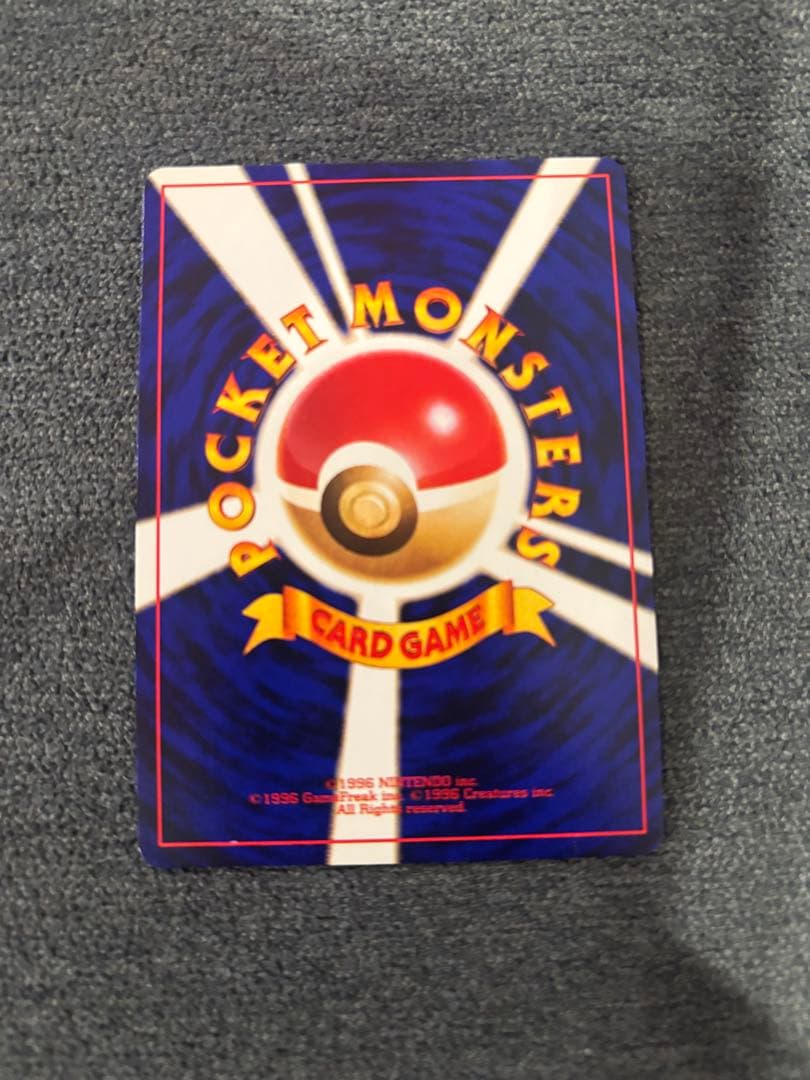 POCKET MONSTERS
CARD GAME
©1996 NINTENDO inc.
©1996 GameFreak inc. ©1996 Creatures inc.
All Rights reserved.